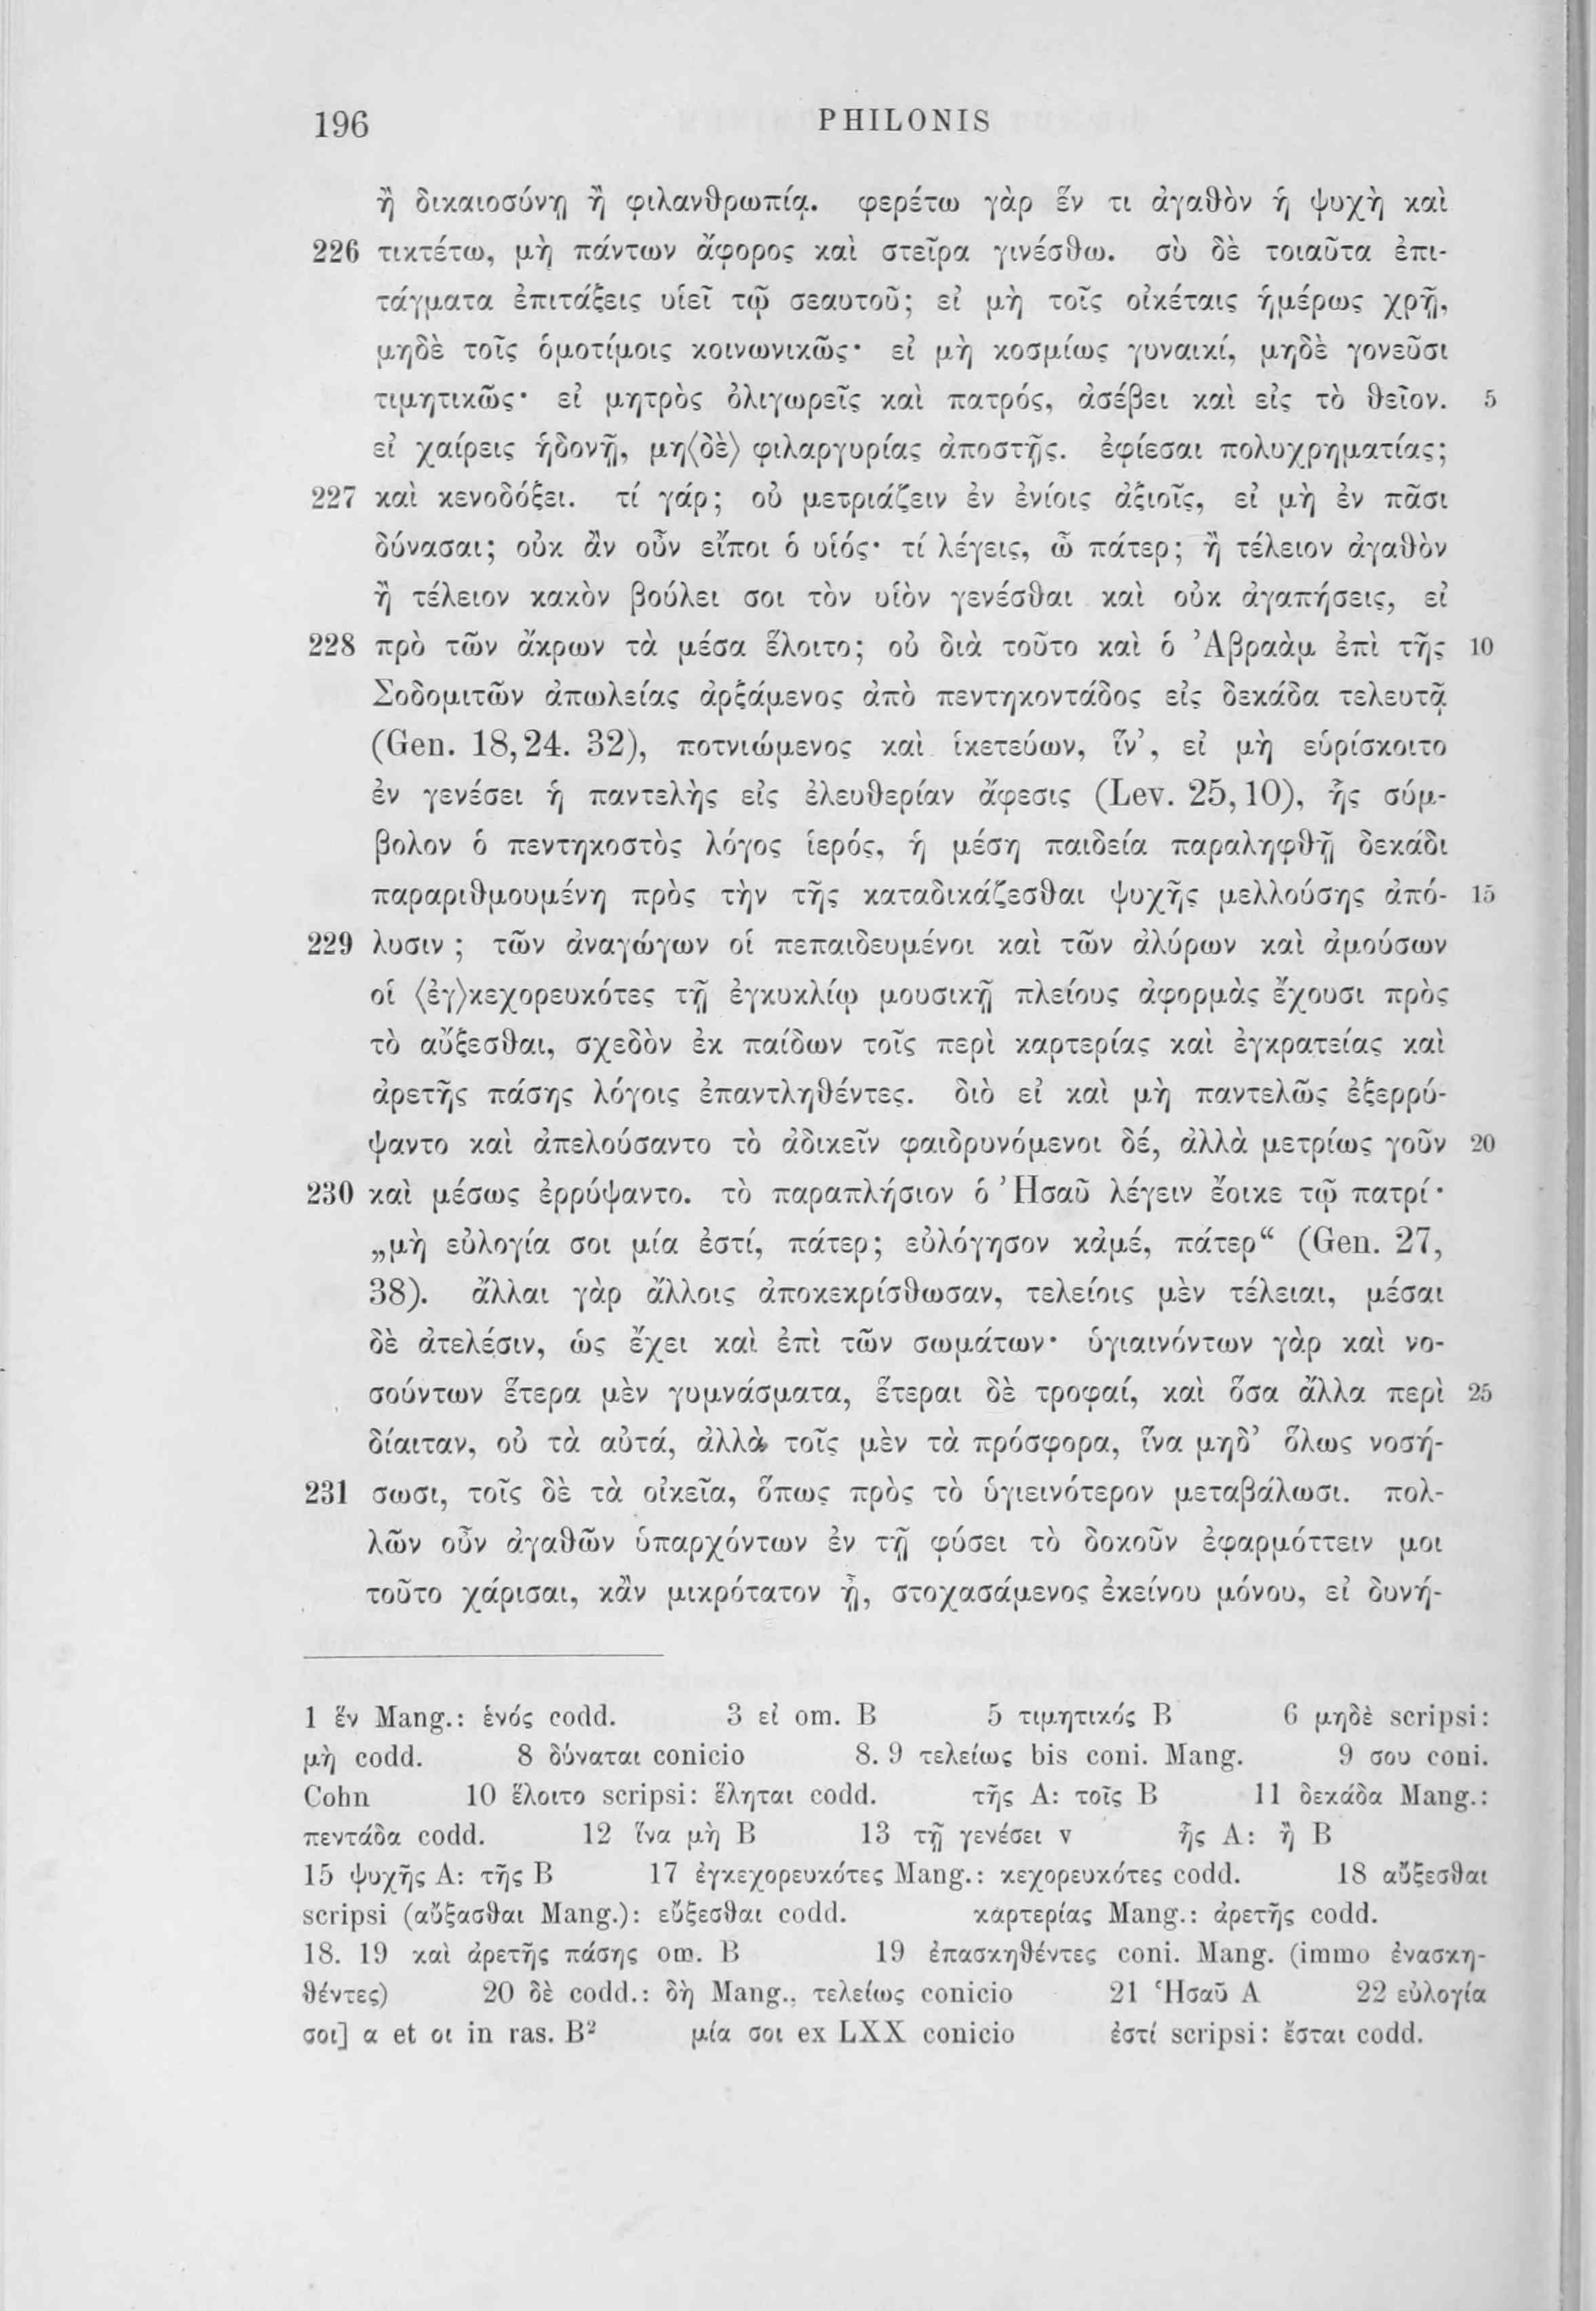 196 PHILONIS
ἢ δικαιοσύνῃ ἢ φιλανθρωπίᾳ. φερέτω γὰρ ἕν τι ἀγαθὸν ἡ ψυχὴ καὶ
226 τικτέτω, μὴ πάντων ἄφορος καὶ στεῖρα γινέσθω. σὺ δὲ τοιαῦτα ἐπι-
τάγματα ἐπιτάξεις υἱεῖ τῷ σεαυτοῦ; εἰ μὴ τοῖς οἰκέταις ἡμέρως χρῇ,
μηδὲ τοῖς ὁμοτίμοις κοινωνικῶς· εἰ μὴ κοσμίως γυναικί, μηδὲ γονεῦσι
τιμητικῶς· εἰ μητρὸς ὀλιγωρεῖς καὶ πατρός, ἀσέβει καὶ εἰς τὸ θεῖον. 5
εἰ χαίρεις ἡδονῇ, μη⟨δὲ⟩ φιλαργυρίας ἀποστῇς. ἐφίεσαι πολυχρηματίας;
227 καὶ κενοδόξει. τί γάρ; οὐ μετριάζειν ἐν ἐνίοις ἀξιοῖς, εἰ μὴ ἐν πᾶσι
δύνασαι; οὐκ ἂν οὖν εἴποι ὁ υἱός· τί λέγεις, ὦ πάτερ; ἢ τέλειον ἀγαθὸν
ἢ τέλειον κακὸν βούλει σοι τὸν υἱὸν γενέσθαι καὶ οὐκ ἀγαπήσεις, εἰ
228 πρὸ τῶν ἄκρων τὰ μέσα ἕλοιτο; οὐ διὰ τοῦτο καὶ ὁ Ἀβραὰμ ἐπὶ τῆς 10
Σοδομιτῶν ἀπωλείας ἀρξάμενος ἀπὸ πεντηκοντάδος εἰς δεκάδα τελευτᾷ
(Gen. 18,24. 32), ποτνιώμενος καὶ ἱκετεύων, ἵν’, εἰ μὴ εὑρίσκοιτο
ἐν γενέσει ἡ παντελὴς εἰς ἐλευθερίαν ἄφεσις (Lev. 25,10), ἧς σύμ-
βολον ὁ πεντηκοστὸς λόγος ἱερός, ἡ μέση παιδεία παραληφθῇ δεκάδι
παραριθμουμένη πρὸς τὴν τῆς καταδικάζεσθαι ψυχῆς μελλούσης ἀπό- 15
229 λυσιν ; τῶν ἀναγώγων οἱ πεπαιδευμένοι καὶ τῶν ἀλύρων καὶ ἀμούσων
οἱ ⟨ἐγ⟩κεχορευκότες τῇ ἐγκυκλίῳ μουσικῇ πλείους ἀφορμὰς ἔχουσι πρὸς
τὸ αὔξεσθαι, σχεδὸν ἐκ παίδων τοῖς περὶ καρτερίας καὶ ἐγκρατείας καὶ
ἀρετῆς πάσης λόγοις ἐπαντληθέντες. διὸ εἰ καὶ μὴ παντελῶς ἐξερρύ-
ψαντο καὶ ἀπελούσαντο τὸ ἀδικεῖν φαιδρυνόμενοι δέ, ἀλλὰ μετρίως γοῦν 20
230 καὶ μέσως ἐρρύψαντο. τὸ παραπλήσιον ὁ Ἠσαῦ λέγειν ἔοικε τῷ πατρί·
„μὴ εὐλογία σοι μία ἐστί, πάτερ; εὐλόγησον κἀμέ, πάτερ“ (Gen. 27,
38). ἄλλαι γὰρ ἄλλοις ἀποκεκρίσθωσαν, τελείοις μὲν τέλειαι, μέσαι
δὲ ἀτελέσιν, ὡς ἔχει καὶ ἐπὶ τῶν σωμάτων· ὑγιαινόντων γὰρ καὶ νο-
σούντων ἕτερα μὲν γυμνάσματα, ἕτεραι δὲ τροφαί, καὶ ὅσα ἄλλα περὶ 25
δίαιταν, οὐ τὰ αὐτά, ἀλλὰ τοῖς μὲν τὰ πρόσφορα, ἵνα μηδ’ ὅλως νοσή-
231 σωσι, τοῖς δὲ τὰ οἰκεῖα, ὅπως πρὸς τὸ ὑγιεινότερον μεταβάλωσι. πολ-
λῶν οὖν ἀγαθῶν ὑπαρχόντων ἐν τῇ φύσει τὸ δοκοῦν ἐφαρμόττειν μοι
τοῦτο χάρισαι, κἂν μικρότατον ᾖ, στοχασάμενος ἐκείνου μόνου, εἰ δυνή-
1 ἕν Mang.: ἑνός codd. 3 εἰ om. B 5 τιμητικός B 6 μηδὲ scripsi:
μὴ codd. 8 δύναται conicio 8. 9 τελείως bis coni. Mang. 9 σου coni.
Cohn 10 ἕλοιτο scripsi: ἕληται codd. τῆς A: τοῖς B 11 δεκάδα Mang.:
πεντάδα codd. 12 ἵνα μὴ B 13 τῇ γενέσει v ἧς A: ἢ B
15 ψυχῆς A: τῆς B 17 ἐγκεχορευκότες Mang.: κεχορευκότες codd. 18 αὔξεσθαι
scripsi (αὔξασθαι Mang.): εὔξεσθαι codd. καρτερίας Mang.: ἀρετῆς codd.
18. 19 καὶ ἀρετῆς πάσης om. B 19 ἐπασκηθέντες coni. Mang. (immo ἐνασκη-
θέντες) 20 δὲ codd.: δὴ Mang., τελείως conicio 21 Ἡσαῦ A 22 εὐλογία
σοι] α et οι in ras. B² μία σοι ex LXX conicio ἐστί scripsi: ἔσται codd.